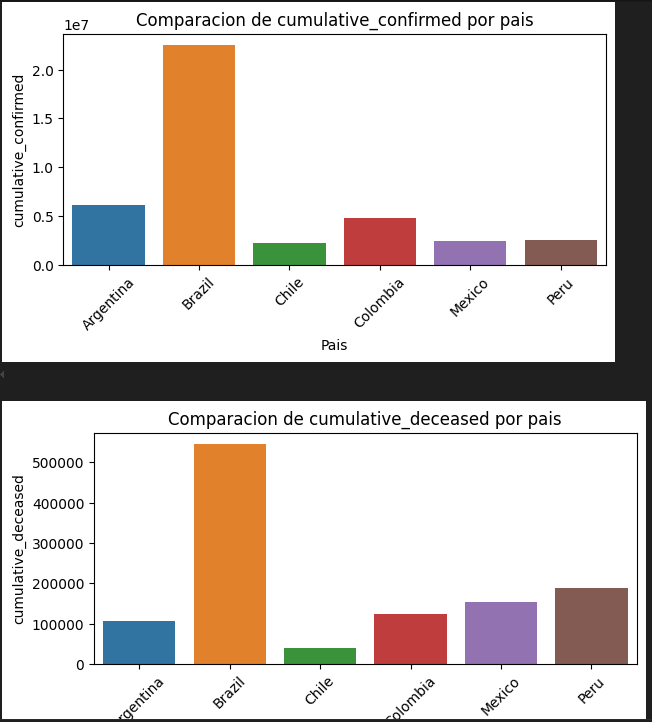 Comparacion de cumulative_confirmed por pais
1e7
cumulative_confirmed
2.0
1.5
1.0
0.5
0.0
Argentina
Brazil
Chile
Colombia
Mexico
Peru
Pais
Comparacion de cumulative_deceased por pais
cumulative_deceased
500000
400000
300000
200000
100000
0
rgentina
Brazil
Chile
olombia
Mexico
Peru